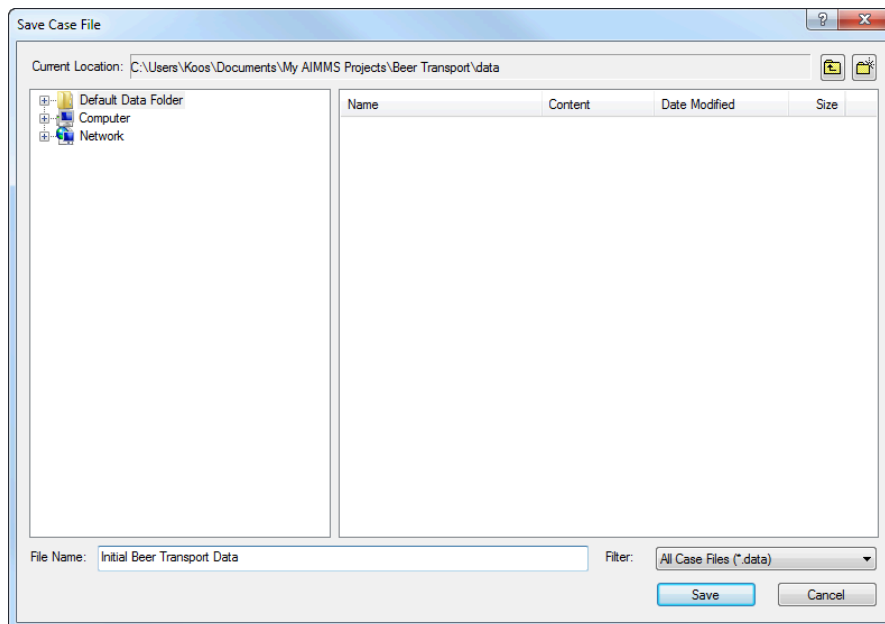 Save Case File
?
Current Location: C:\Users\Koos\Documents\My AIMMS Projects\Beer Transport\data
Default Data Folder
Computer
Network
Name Content Date Modified Size
File Name: Initial Beer Transport Data Filter: All Case Files (*.data)
Save Cancel